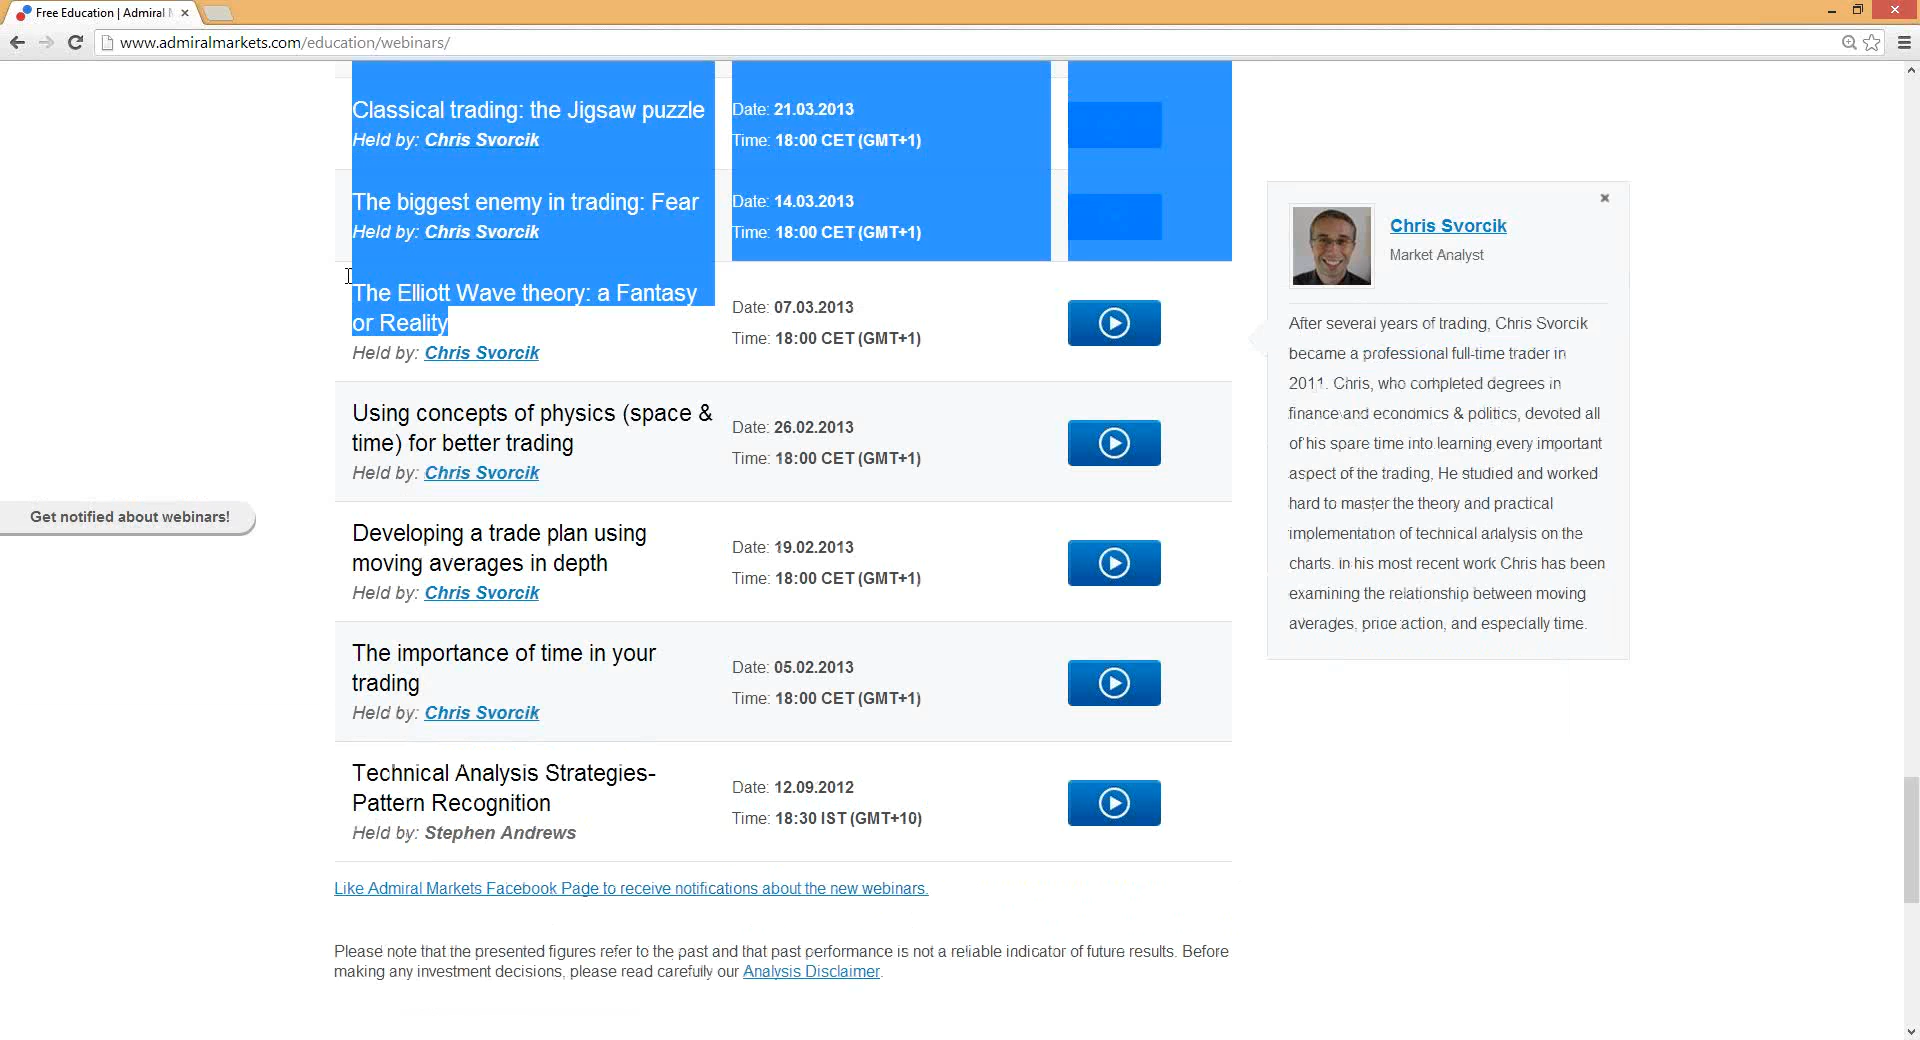 Free Education | Admiral M
www.admiralmarkets.com/education/webinars/
Classical trading: the Jigsaw puzzle
Held by: Chris Svorcik
Date: 21.03.2013
Time: 18:00 CET (GMT+1)
The biggest enemy in trading: Fear
Held by: Chris Svorcik
Date: 14.03.2013
Time: 18:00 CET (GMT+1)
The Elliott Wave theory: a Fantasy
or Reality
Held by: Chris Svorcik
Date: 07.03.2013
Time: 18:00 CET (GMT+1)
Using concepts of physics (space &
time) for better trading
Held by: Chris Svorcik
Date: 26.02.2013
Time: 18:00 CET (GMT+1)
Developing a trade plan using
moving averages in depth
Held by: Chris Svorcik
Date: 19.02.2013
Time: 18:00 CET (GMT+1)
The importance of time in your
trading
Held by: Chris Svorcik
Date: 05.02.2013
Time: 18:00 CET (GMT+1)
Technical Analysis Strategies-
Pattern Recognition
Held by: Stephen Andrews
Date: 12.09.2012
Time: 18:30 IST (GMT+10)
Like Admiral Markets Facebook Page to receive notifications about the new webinars.
Please note that the presented figures refer to the past and that past performance is not a reliable indicator of future results. Before
making any investment decisions, please read carefully our Analysis Disclaimer.
Get notified about webinars!
Chris Svorcik
Market Analyst
After several years of trading, Chris Svorcik
became a professional full-time trader in
2011. Chris, who completed degrees in
finance and economics & politics, devoted all
of his spare time into learning every important
aspect of the trading, He studied and worked
hard to master the theory and practical
implementation of technical analysis on the
charts. in his most recent work Chris has been
examining the relationship between moving
averages, price action, and especially time.